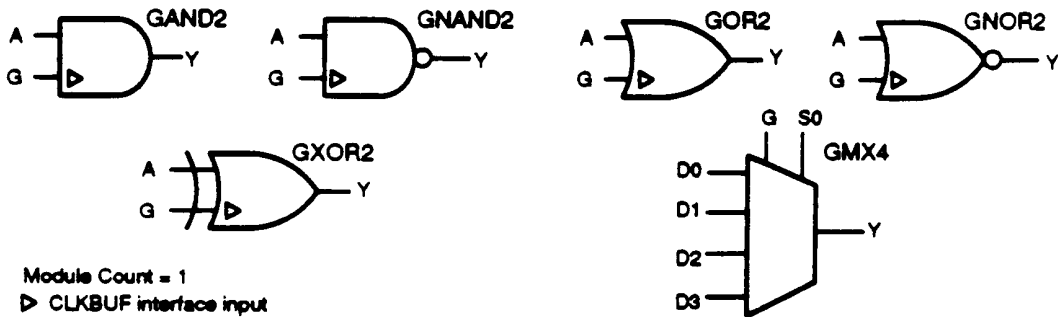 GAND2
A
G
Y
GNAND2
A
G
Y
GOR2
A
G
Y
GNOR2
A
G
Y
GXOR2
A
G
Y
G S0
GMX4
D0
D1
D2
D3
Y
Module Count = 1
CLKBUF interface input